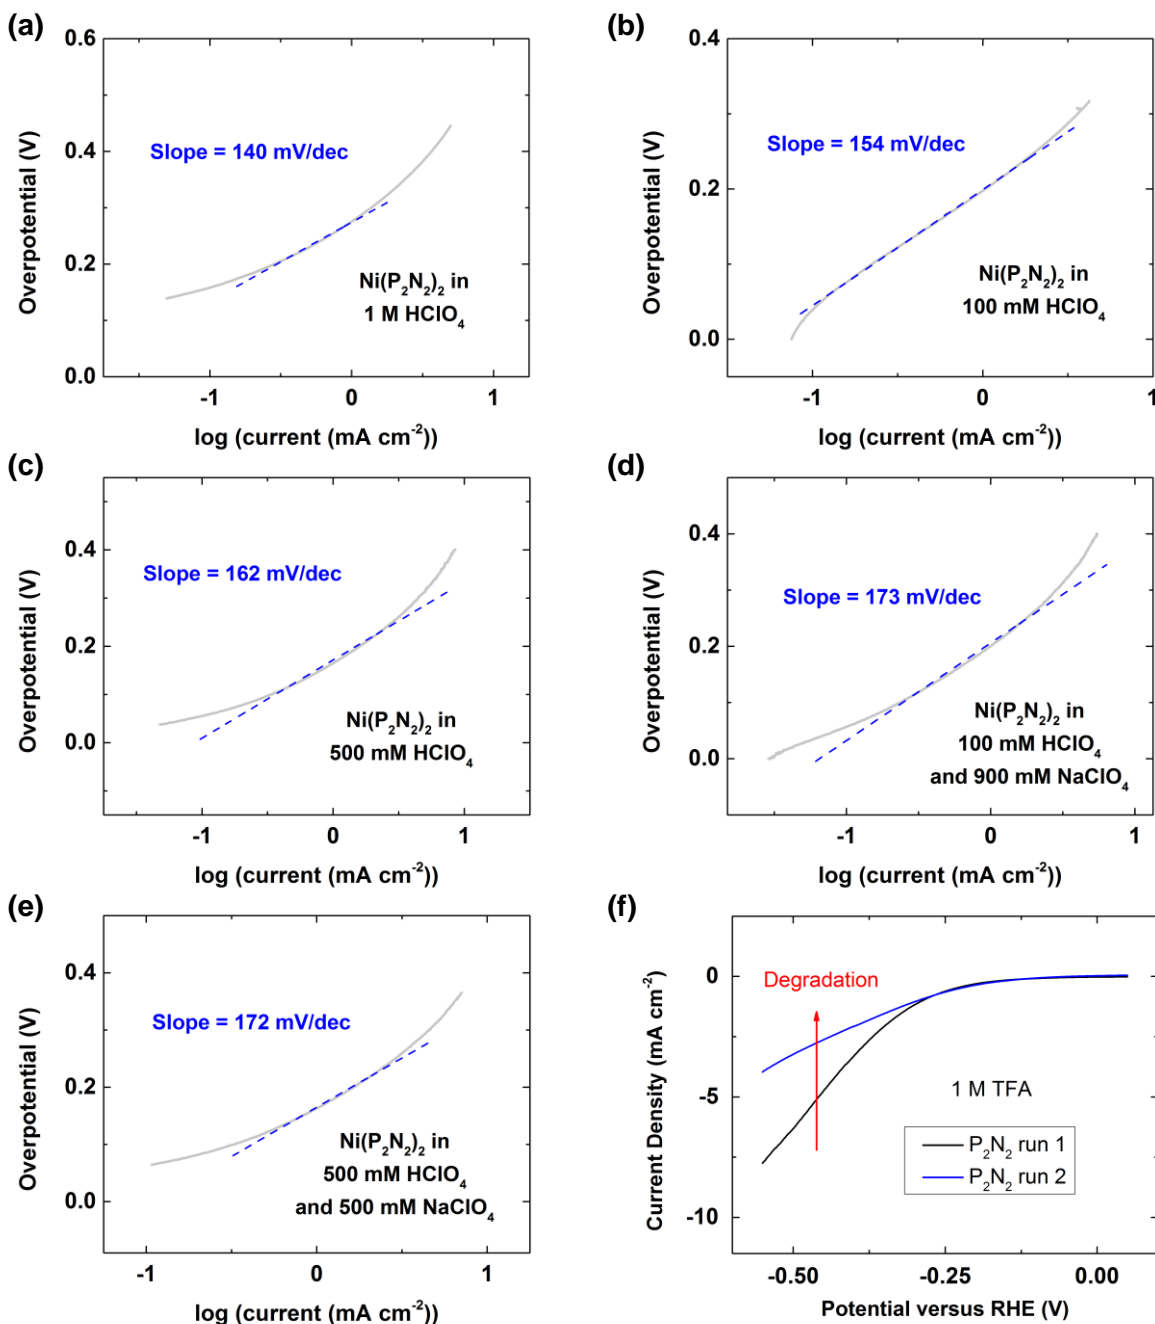 (a)
0.6
0.4
0.2
0.0
Overpotential (V)
Slope = 140 mV/dec
Ni(P₂N₂)₂ in
1 M HClO₄
-1 0 1
log (current (mA cm⁻²))
(b)
0.4
0.2
0.0
Overpotential (V)
Slope = 154 mV/dec
Ni(P₂N₂)₂ in
100 mM HClO₄
-1 0 1
log (current (mA cm⁻²))
(c)
0.4
0.2
0.0
Overpotential (V)
Slope = 162 mV/dec
Ni(P₂N₂)₂ in
500 mM HClO₄
-1 0 1
log (current (mA cm⁻²))
(d)
0.4
0.2
0.0
Overpotential (V)
Slope = 173 mV/dec
Ni(P₂N₂)₂ in
100 mM HClO₄
and 900 mM NaClO₄
-1 0 1
log (current (mA cm⁻²))
(e)
0.4
0.2
0.0
Overpotential (V)
Slope = 172 mV/dec
Ni(P₂N₂)₂ in
500 mM HClO₄
and 500 mM NaClO₄
-1 0 1
log (current (mA cm⁻²))
(f)
0
-5
-10
Current Density (mA cm⁻²)
Degradation
1 M TFA
P₂N₂ run 1
P₂N₂ run 2
-0.50 -0.25 0.00
Potential versus RHE (V)